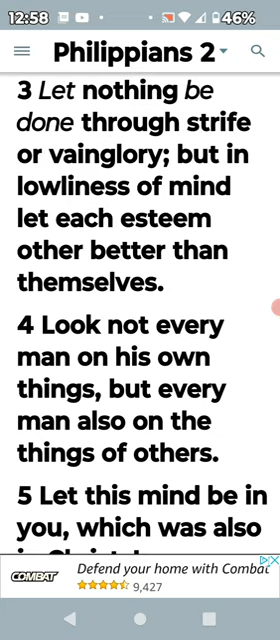 12:58 46%
Philippians 2
3 Let nothing be
done through strife
or vainglory; but in
lowliness of mind
let each esteem
other better than
themselves.
4 Look not every
man on his own
things, but every
man also on the
things of others.
5 Let this mind be in
you, which was also
in Christ
COMBAT
Defend your home with Combat
9,427